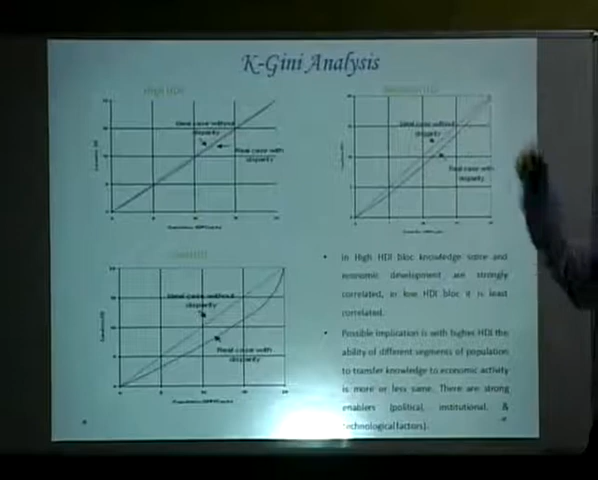 K-Gini Analysis
High HDI
Ideal case without
disparity
Real case with
disparity
Ideal case without
disparity
Real case with
disparity
Ideal case without
disparity
Real case with
disparity
• In High HDI bloc knowledge some and
economic development are strongly
correlated, in low HDI bloc it is least
correlated.
• Possible implication is with higher HDI the
ability of different segments of population
to transfer knowledge to economic activity
is more or less same. There are strong
enablers (political, institutional, &
technological factors).